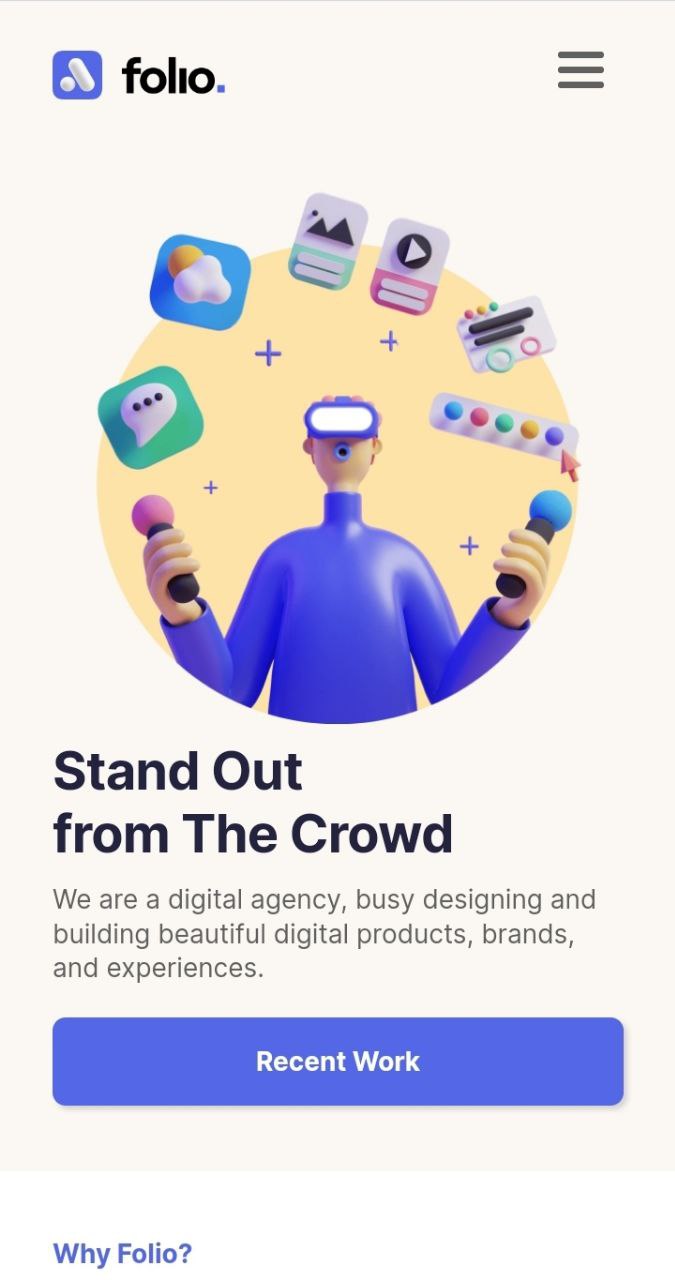 folio.
Stand Out
from The Crowd
We are a digital agency, busy designing and
building beautiful digital products, brands,
and experiences.
Recent Work
Why Folio?